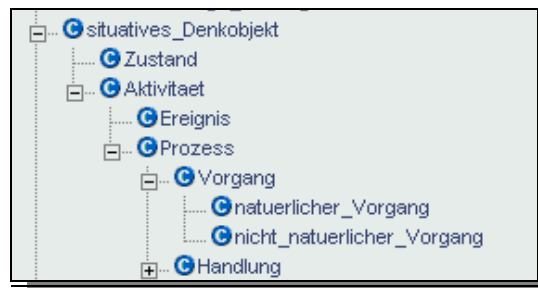 situatives_Denkobjekt
Zustand
Aktivitaet
Ereignis
Prozess
Vorgang
natuerlicher_Vorgang
nicht_natuerlicher_Vorgang
Handlung